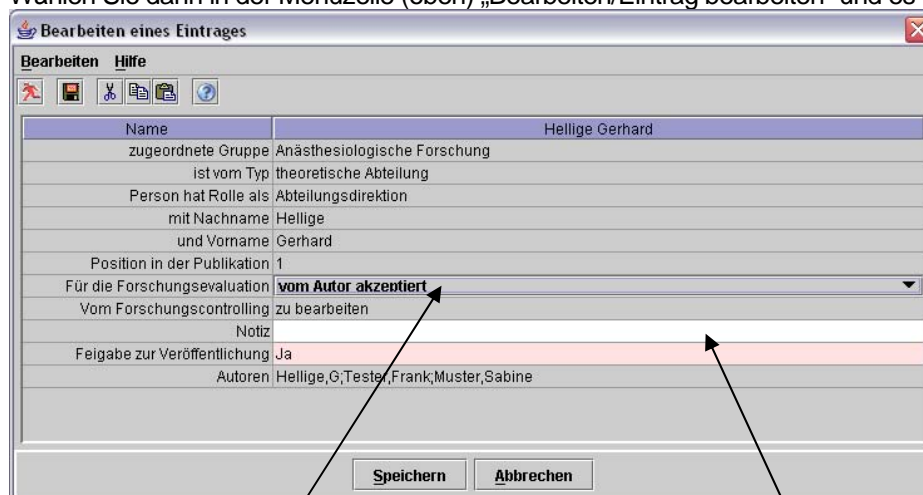 Wählen Sie dann in der Menüzeile (oben) „Bearbeiten/Eintrag bearbeiten“ und es
Bearbeiten eines Eintrages
Bearbeiten Hilfe
Name Hellige Gerhard
zugeordnete Gruppe Anästhesiologische Forschung
ist vom Typ theoretische Abteilung
Person hat Rolle als Abteilungsdirektion
mit Nachname Hellige
und Vorname Gerhard
Position in der Publikation 1
Für die Forschungsevaluation vom Autor akzeptiert
Vom Forschungscontrolling zu bearbeiten
Notiz
Feigabe zur Veröffentlichung Ja
Autoren Hellige,G;Tester,Frank;Muster,Sabine
Speichern Abbrechen